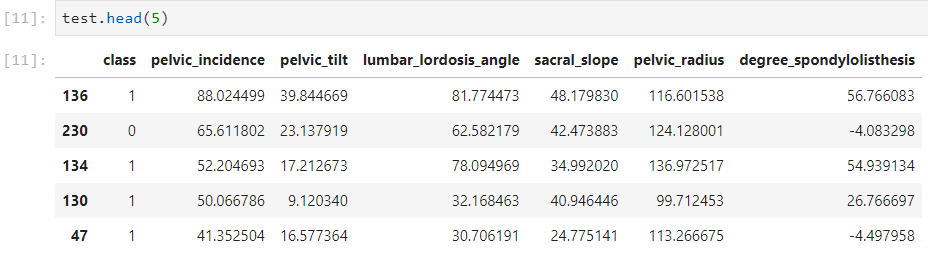 [11]: test.head(5)
[11]:
class pelvic_incidence pelvic_tilt lumbar_lordosis_angle sacral_slope pelvic_radius degree_spondylolisthesis
136 1 88.024499 39.844669 81.774473 48.179830 116.601538 56.766083
230 0 65.611802 23.137919 62.582179 42.473883 124.128001 -4.083298
134 1 52.204693 17.212673 78.094969 34.992020 136.972517 54.939134
130 1 50.066786 9.120340 32.168463 40.946446 99.712453 26.766697
47 1 41.352504 16.577364 30.706191 24.775141 113.266675 -4.497958